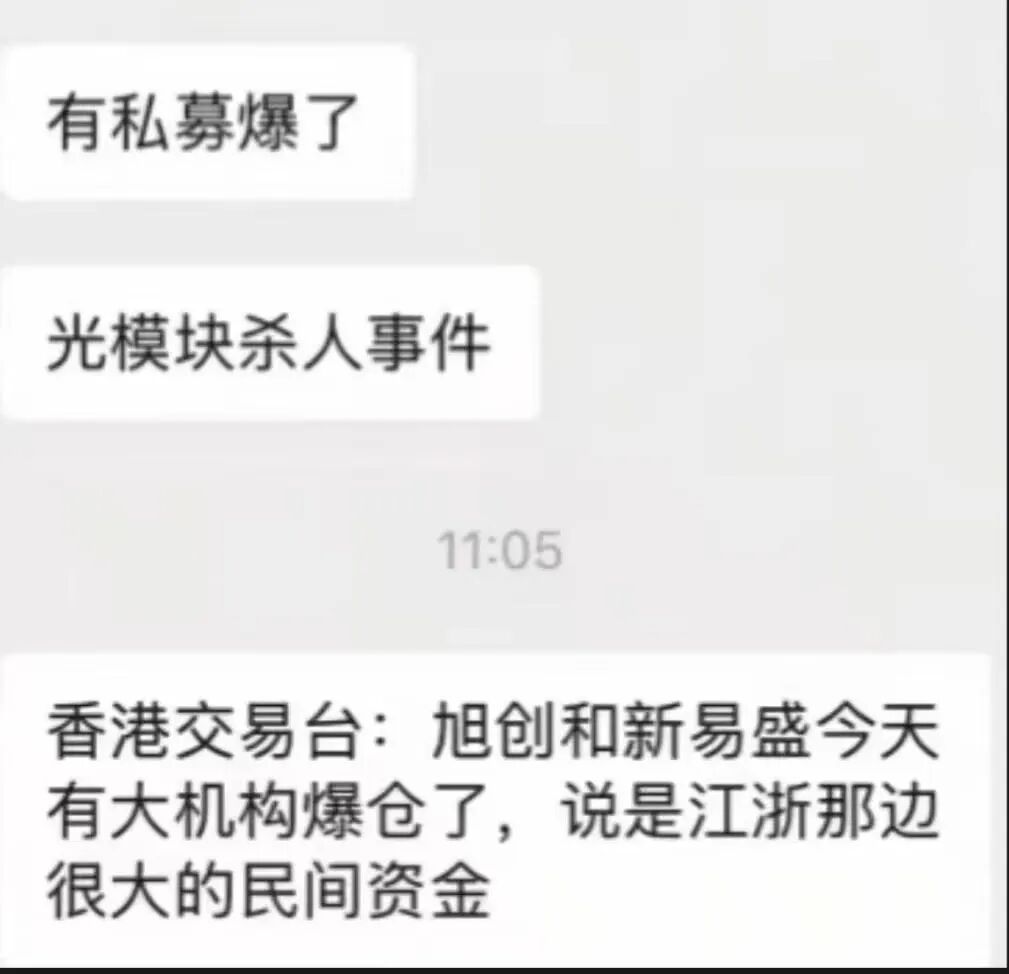 有私募爆了
光模块杀人事件
11:05
香港交易台：旭创和新易盛今天
有大机构爆仓了，说是江浙那边
很大的民间资金